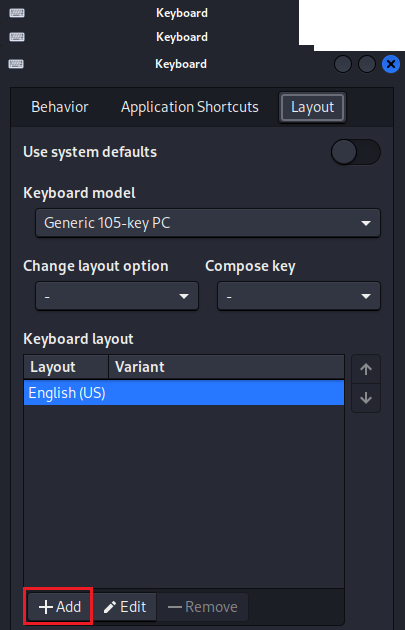 Keyboard
Keyboard
Keyboard
Behavior Application Shortcuts Layout
Use system defaults
Keyboard model
Generic 105-key PC
Change layout option Compose key
- -
Keyboard layout
Layout Variant
English (US)
Add Edit Remove